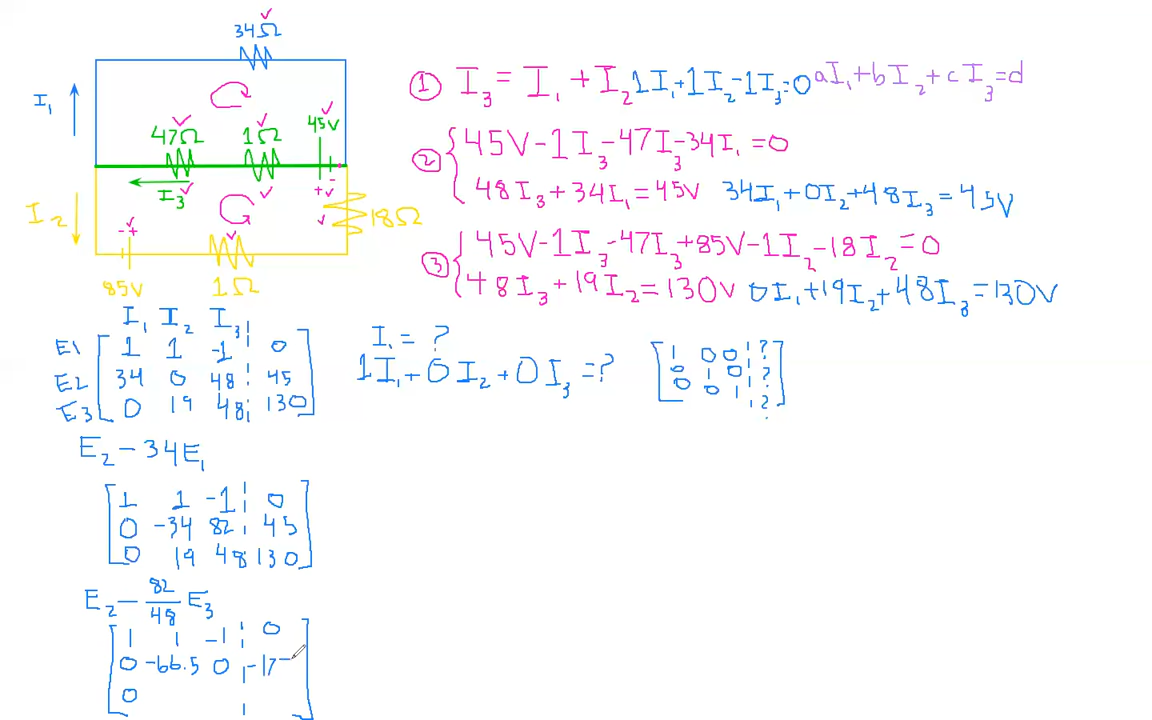 34Ω
I₁
47Ω 1Ω 45V
I₃
+ -
I₂ 18Ω
- +
85V 1Ω
① I₃ = I₁ + I₂ 1I₁+1I₂-1I₃=0 aI₁+bI₂+cI₃=d
② 45V-1I₃-47I₃-34I₁=0
48I₃+34I₁=45V 34I₁+0I₂+48I₃=45V
③ 45V-1I₃-47I₃+85V-1I₂-18I₂=0
48I₃+19I₂=130V 0I₁+19I₂+48I₃=130V
I₁ I₂ I₃
E1 1 1 -1 0
E2 34 0 48 45
E3 0 19 48 130
I₁ = ?
1I₁+0I₂+0I₃=?
1 0 0 ?
0 1 0 ?
0 0 1 ?
E₂-34E₁
1 1 -1 0
0 -34 82 45
0 19 48 130
E₂-82/48 E₃
1 1 -1 0
0 -66.5 0 -17
0